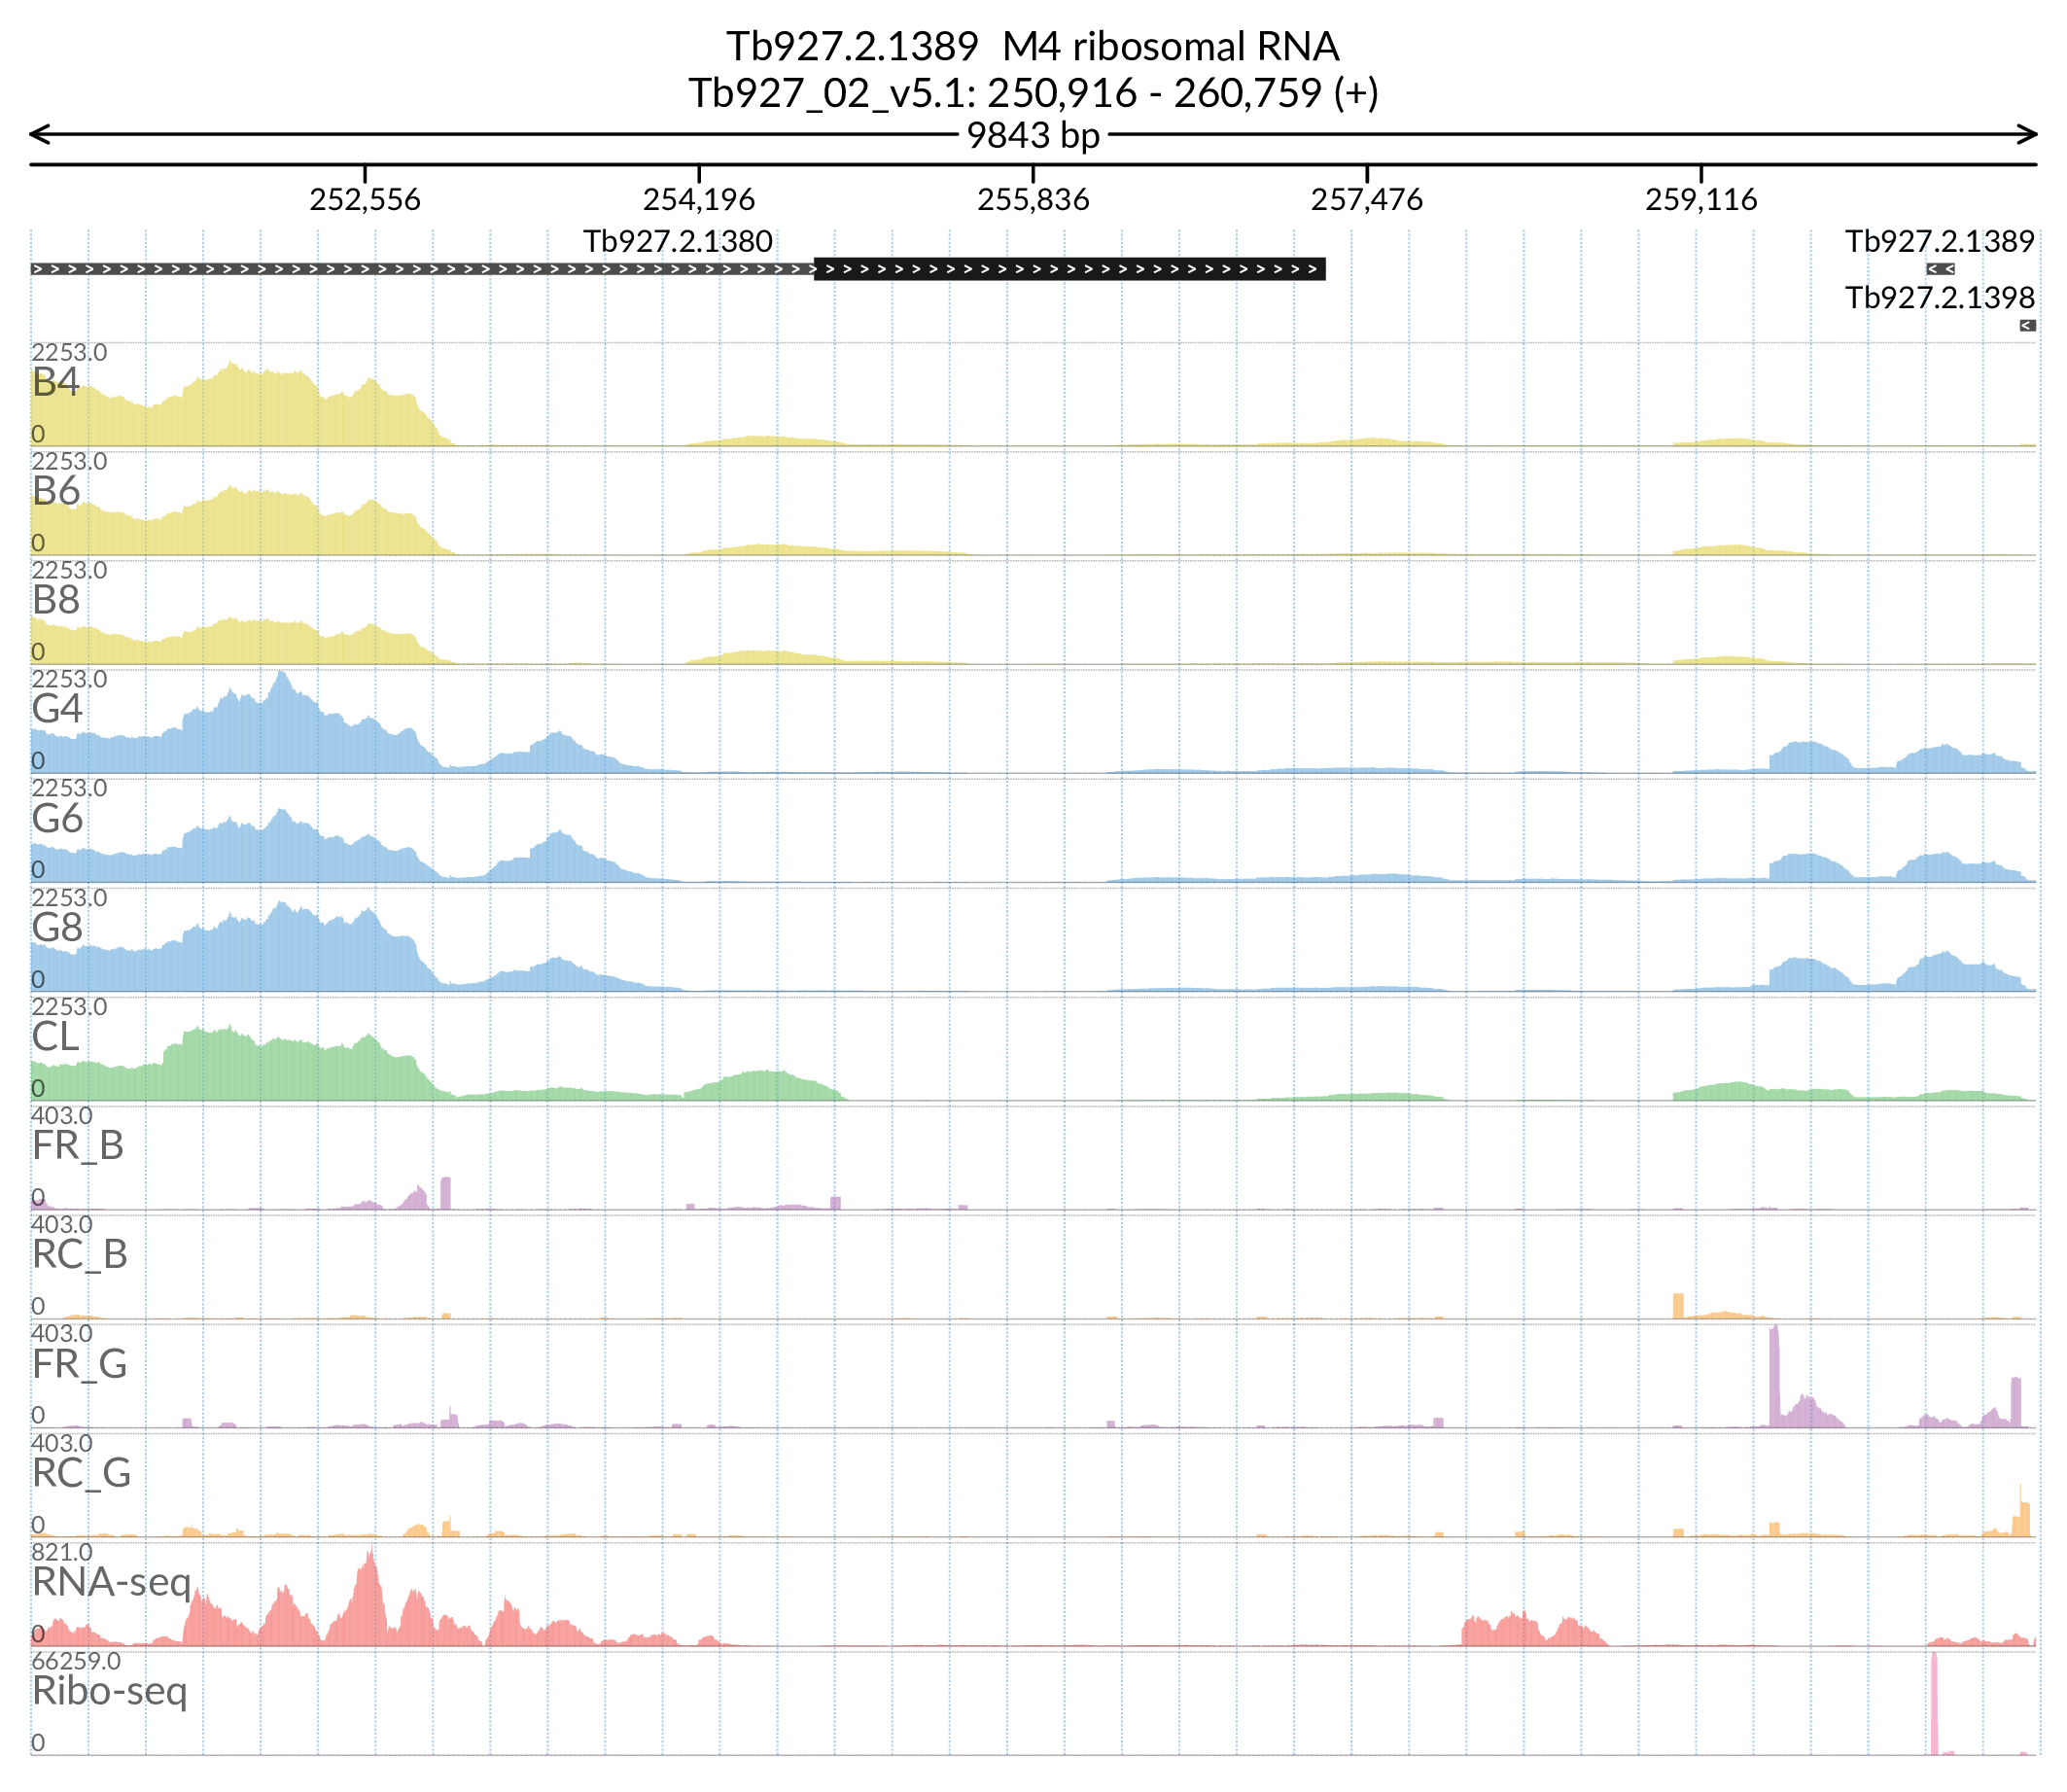 Tb927.2.1389  M4 ribosomal RNA
Tb927_02_v5.1: 250,916 - 260,759 (+)
9843 bp
252,556 254,196 255,836 257,476 259,116
Tb927.2.1380 Tb927.2.1389
Tb927.2.1398
2253.0
B4
0
2253.0
B6
0
2253.0
B8
0
2253.0
G4
0
2253.0
G6
0
2253.0
G8
0
2253.0
CL
0
403.0
FR_B
0
403.0
RC_B
0
403.0
FR_G
0
403.0
RC_G
0
821.0
RNA-seq
0
66259.0
Ribo-seq
0